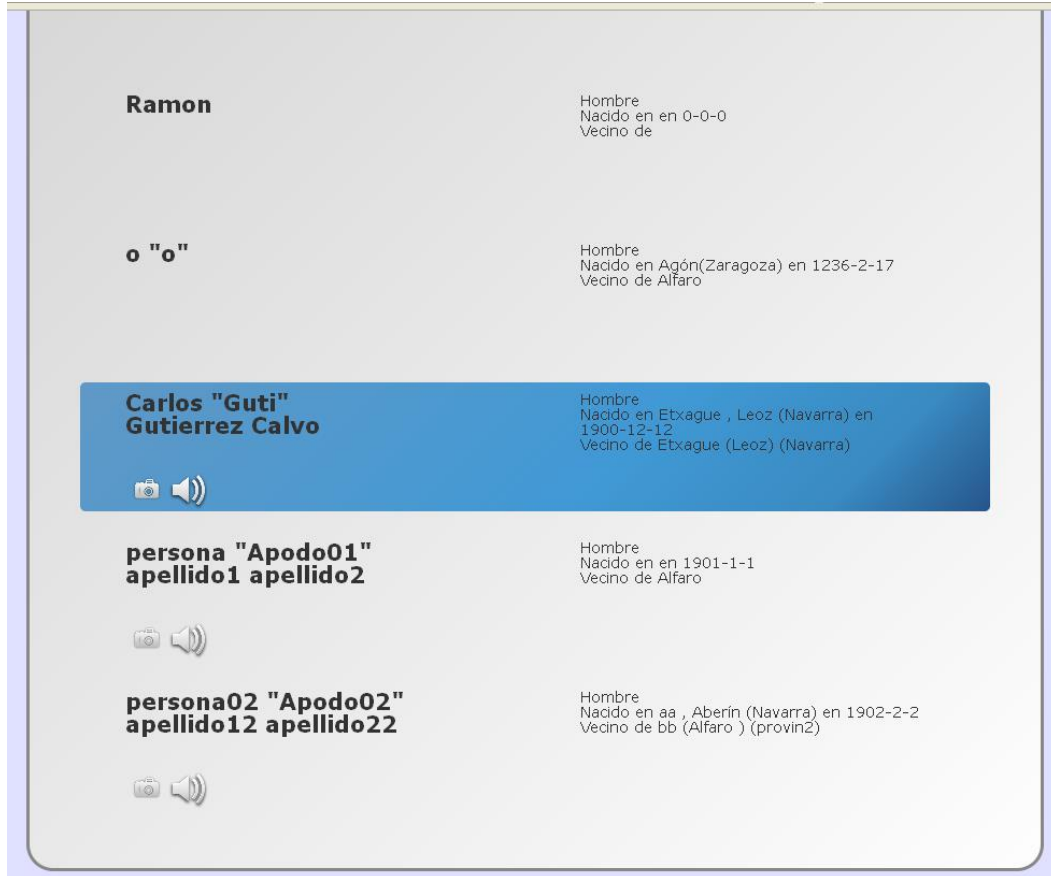 Ramon
Hombre
Nacido en en 0-0-0
Vecino de
o "o"
Hombre
Nacido en Agón(Zaragoza) en 1236-2-17
Vecino de Alfaro
Carlos "Guti"
Gutierrez Calvo
Hombre
Nacido en Etxague , Leoz (Navarra) en
1900-12-12
Vecino de Etxague (Leoz) (Navarra)
persona "Apodo01"
apellido1 apellido2
Hombre
Nacido en en 1901-1-1
Vecino de Alfaro
persona02 "Apodo02"
apellido12 apellido22
Hombre
Nacido en aa , Aberín (Navarra) en 1902-2-2
Vecino de bb (Alfaro ) (provin2)